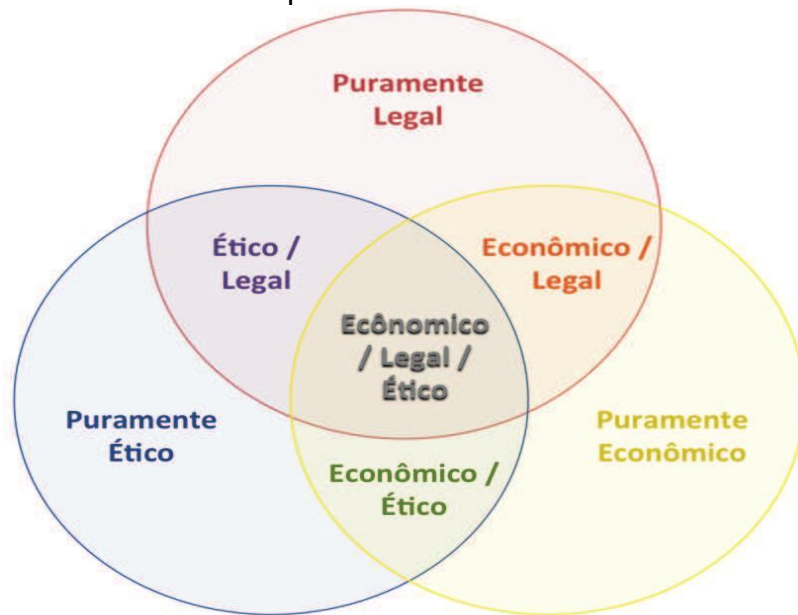 Puramente
Legal
Ético /
Legal
Econômico /
Legal
Ecônomico
/ Legal /
Ético
Puramente
Ético
Puramente
Econômico
Econômico /
Ético